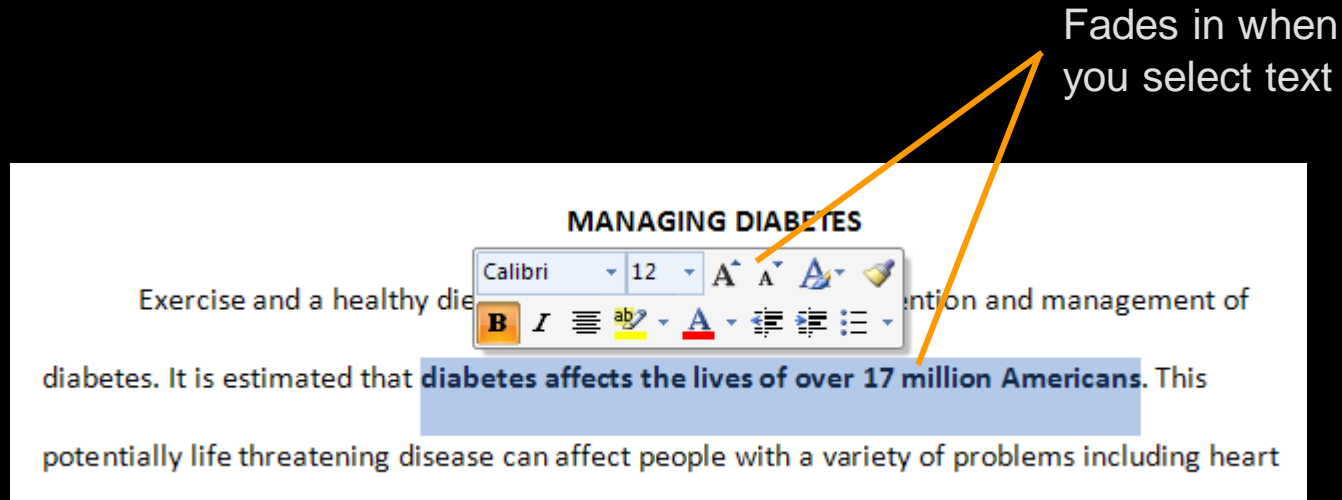 Fades in when
you select text
MANAGING DIABETES
Calibri 12 A A A
Exercise and a healthy die ention and management of
B I ab A
diabetes. It is estimated that diabetes affects the lives of over 17 million Americans. This
potentially life threatening disease can affect people with a variety of problems including heart